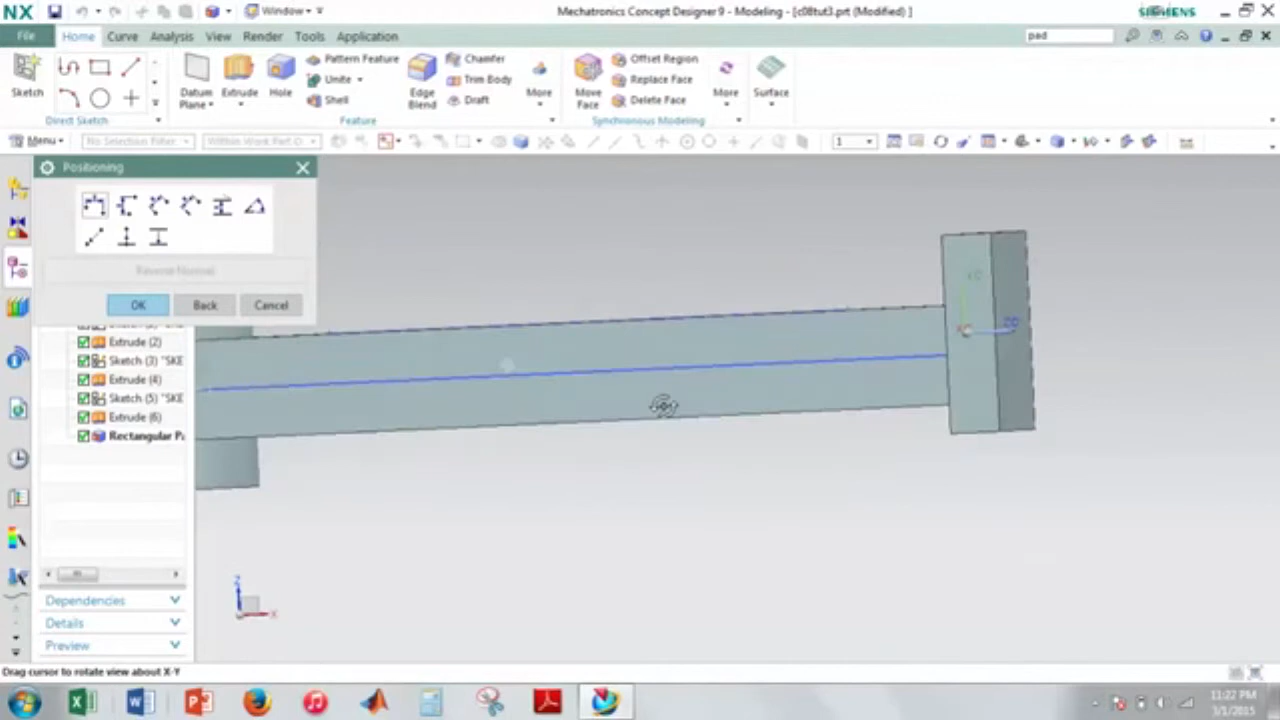 NX Window Mechatronics Concept Designer 9 - Modeling - [c08tut3.prt (Modified) ] SIEMENS
File Home Curve Analysis View Render Tools Application pad
Pattern Feature Chamfer Offset Region
Unite Trim Body Replace Face
Shell Draft Delete Face
Sketch Datum Plane Extrude Hole Edge Blend More Move Face More Surface
Direct Sketch Feature Synchronous Modeling
Menu No Selection Filter Within Work Part O 1
Positioning
Reverse Normal
OK Back Cancel
Extrude (2)
Sketch (3) "SKE
Extrude (4)
Sketch (5) "SKE
Extrude (6)
Rectangular Pa
Z
X
Dependencies
Details
Preview
Drag cursor to rotate view about X-Y
11:22 PM
3/1/2015